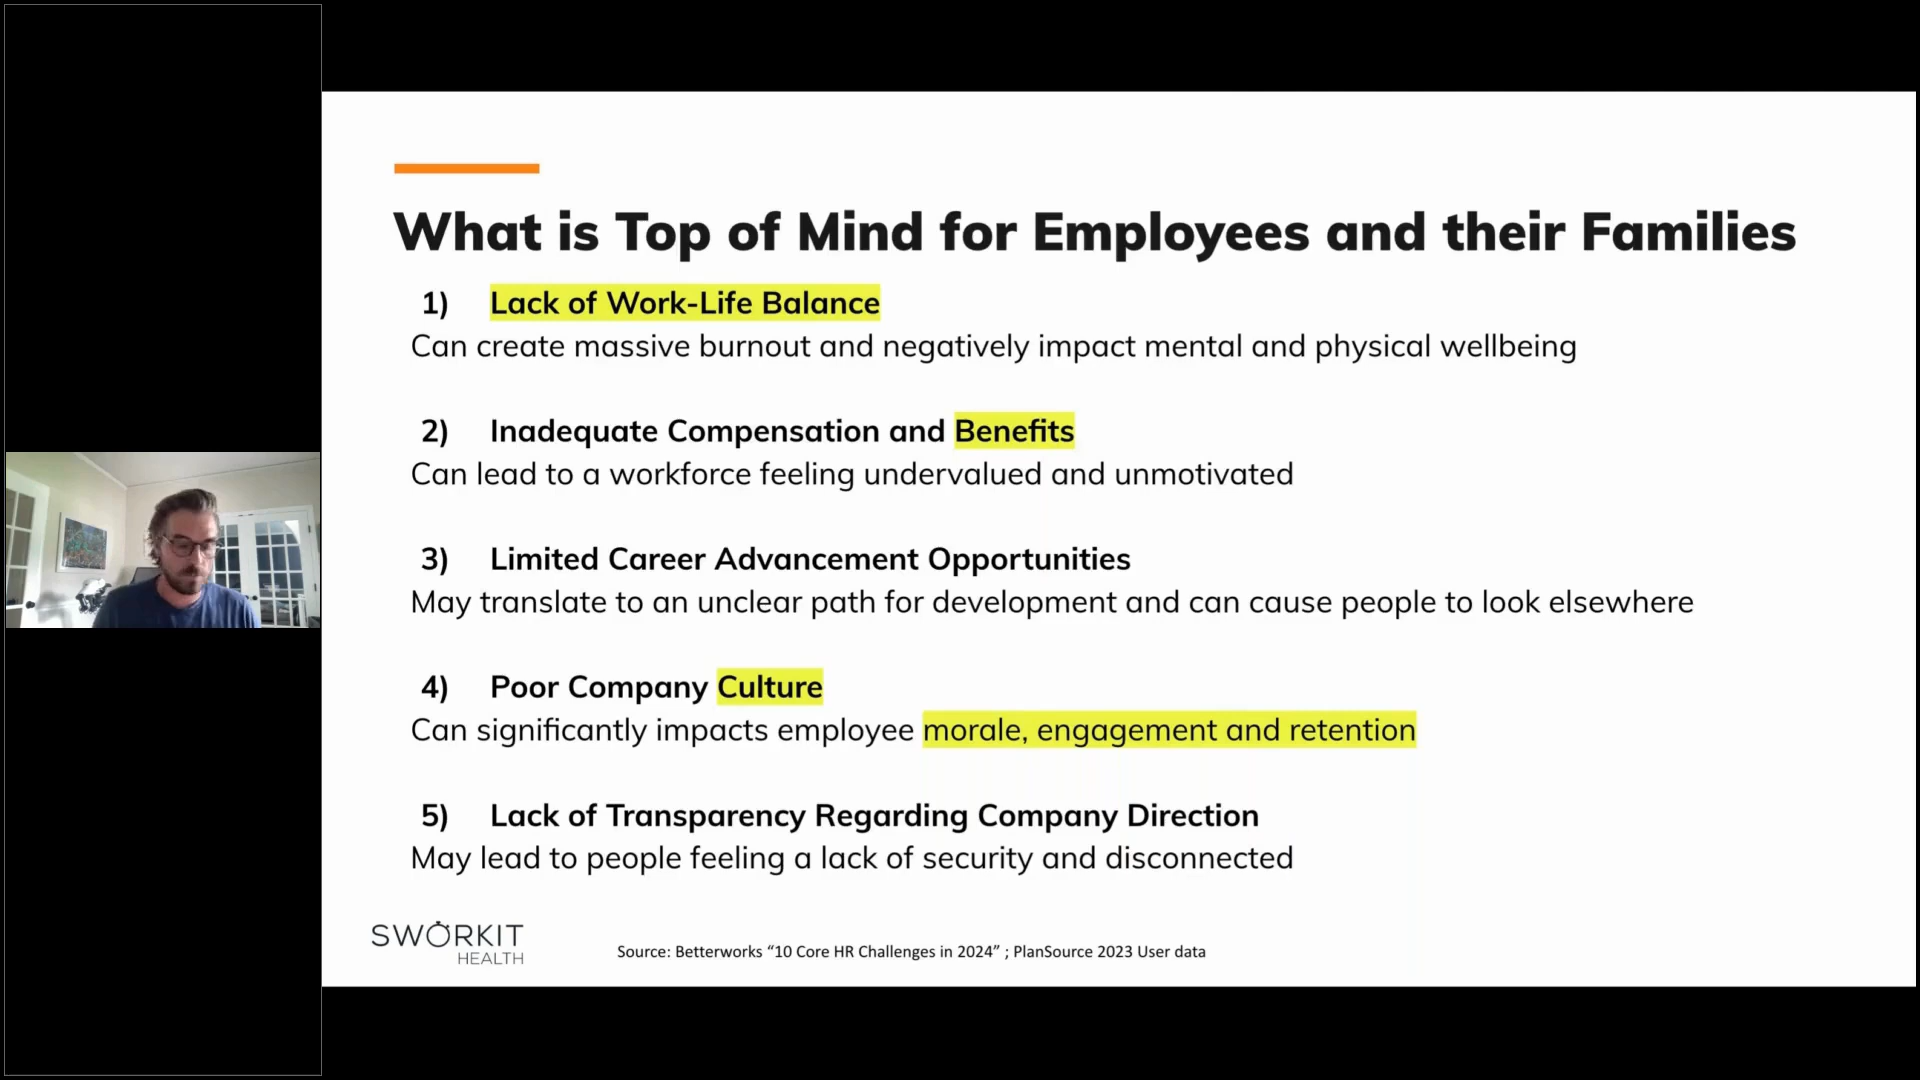 What is Top of Mind for Employees and their Families
1) Lack of Work-Life Balance
Can create massive burnout and negatively impact mental and physical wellbeing
2) Inadequate Compensation and Benefits
Can lead to a workforce feeling undervalued and unmotivated
3) Limited Career Advancement Opportunities
May translate to an unclear path for development and can cause people to look elsewhere
4) Poor Company Culture
Can significantly impacts employee morale, engagement and retention
5) Lack of Transparency Regarding Company Direction
May lead to people feeling a lack of security and disconnected
SWORKIT
HEALTH
Source: Betterworks “10 Core HR Challenges in 2024” ; PlanSource 2023 User data